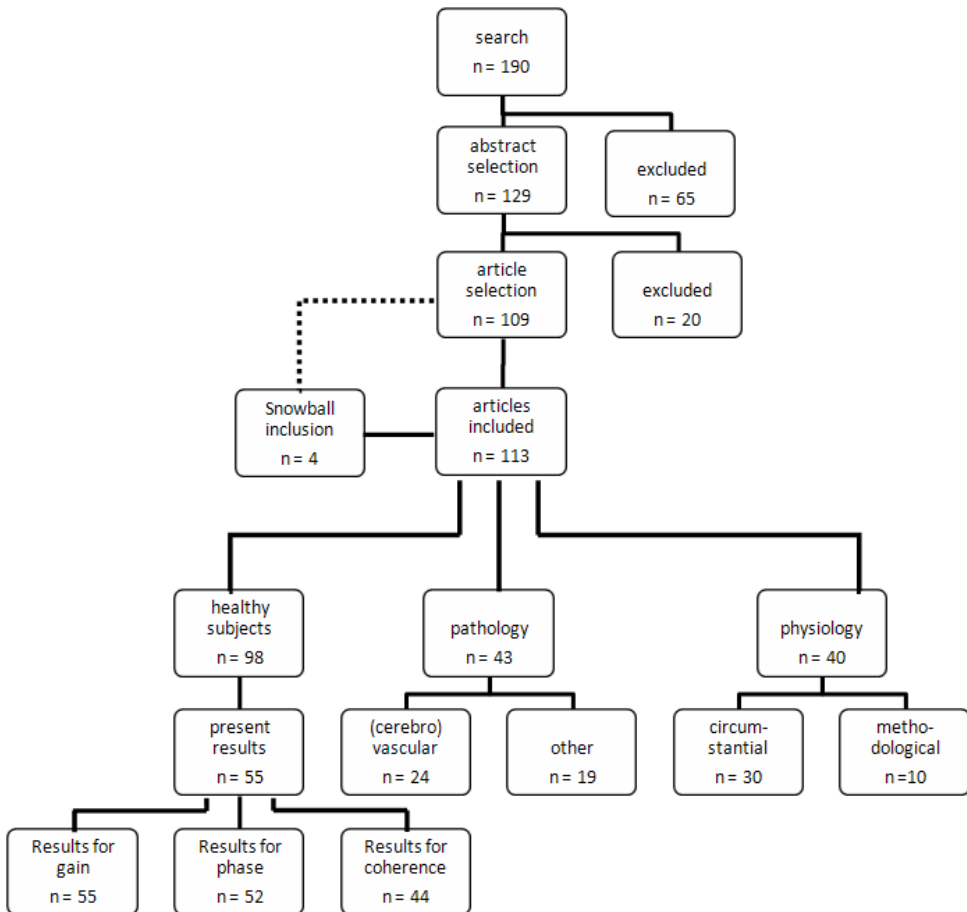 search
n = 190
abstract
selection
n = 129
excluded
n = 65
article
selection
n = 109
excluded
n = 20
Snowball
inclusion
n = 4
articles
included
n = 113
healthy
subjects
n = 98
pathology
n = 43
physiology
n = 40
present
results
n = 55
(cerebro)
vascular
n = 24
other
n = 19
circum-
stantial
n = 30
metho-
dological
n =10
Results for
gain
n = 55
Results for
phase
n = 52
Results for
coherence
n = 44